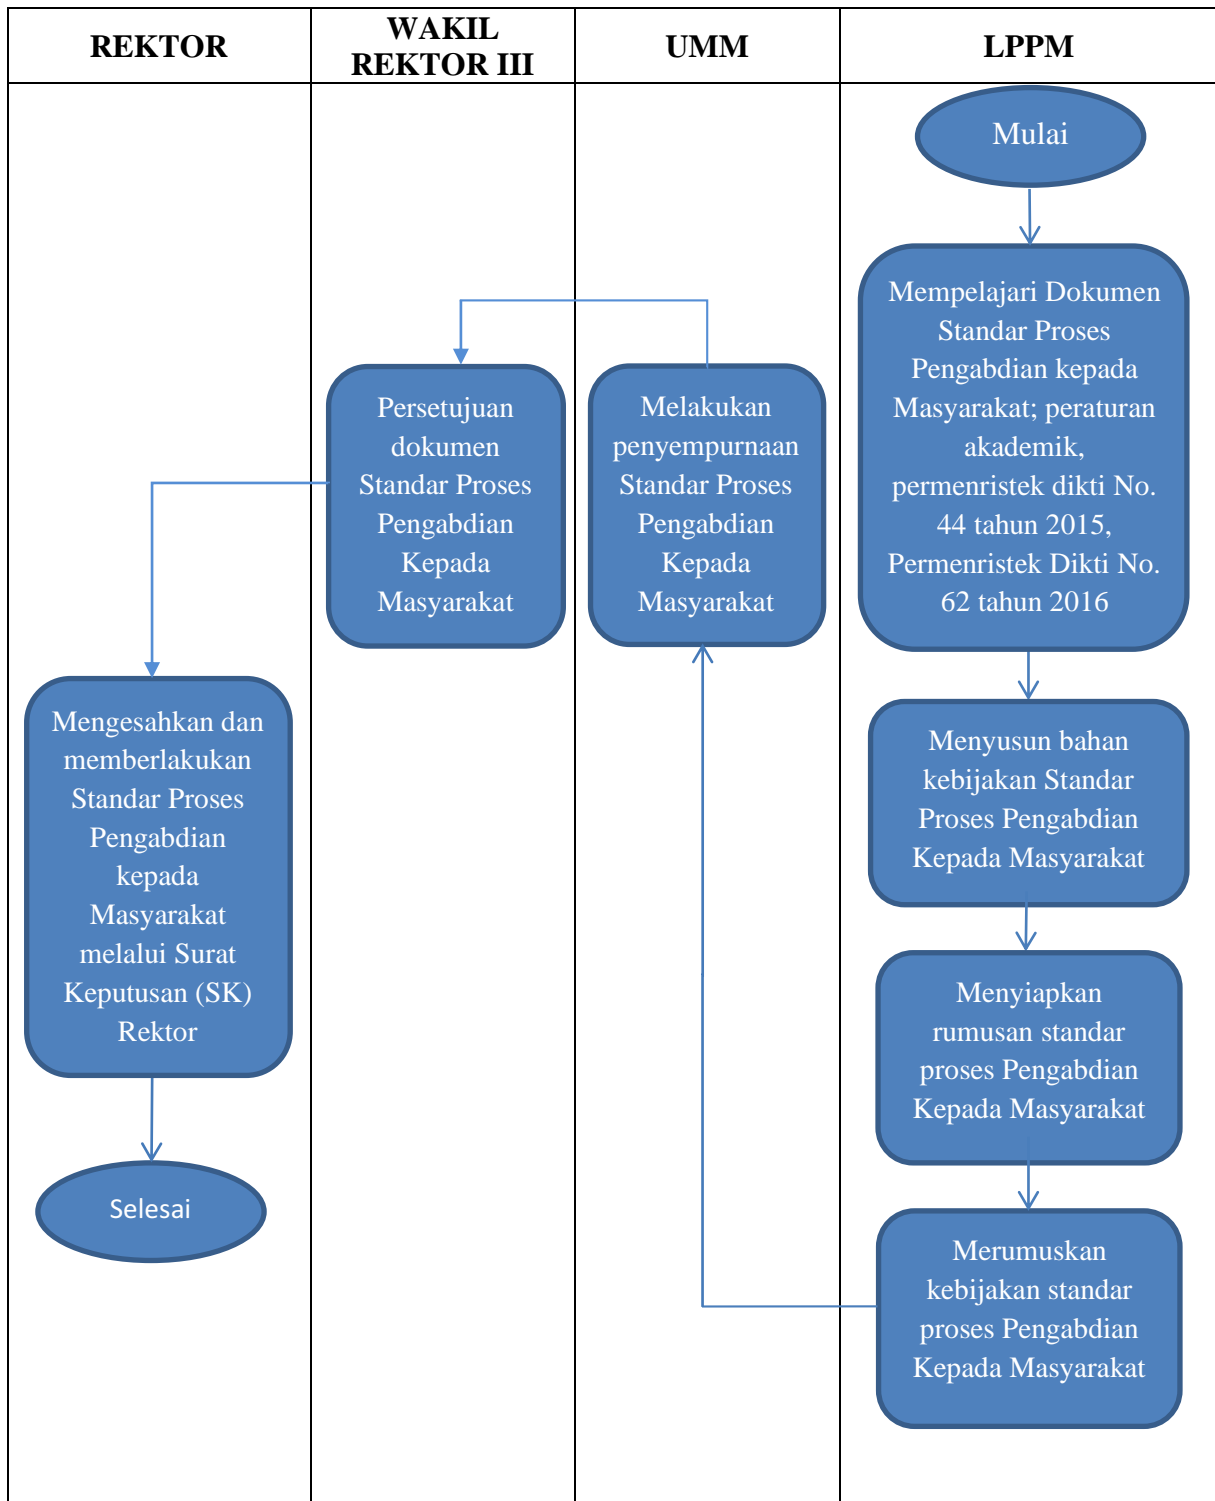 REKTOR
WAKIL
REKTOR III
UMM
LPPM
Mulai
Mempelajari Dokumen
Standar Proses
Pengabdian kepada
Masyarakat; peraturan
akademik,
permenristek dikti No.
44 tahun 2015,
Permenristek Dikti No.
62 tahun 2016
Menyusun bahan
kebijakan Standar
Proses Pengabdian
Kepada Masyarakat
Menyiapkan
rumusan standar
proses Pengabdian
Kepada Masyarakat
Merumuskan
kebijakan standar
proses Pengabdian
Kepada Masyarakat
Melakukan
penyempurnaan
Standar Proses
Pengabdian
Kepada
Masyarakat
Persetujuan
dokumen
Standar Proses
Pengabdian
Kepada
Masyarakat
Mengesahkan dan
memberlakukan
Standar Proses
Pengabdian
kepada
Masyarakat
melalui Surat
Keputusan (SK)
Rektor
Selesai